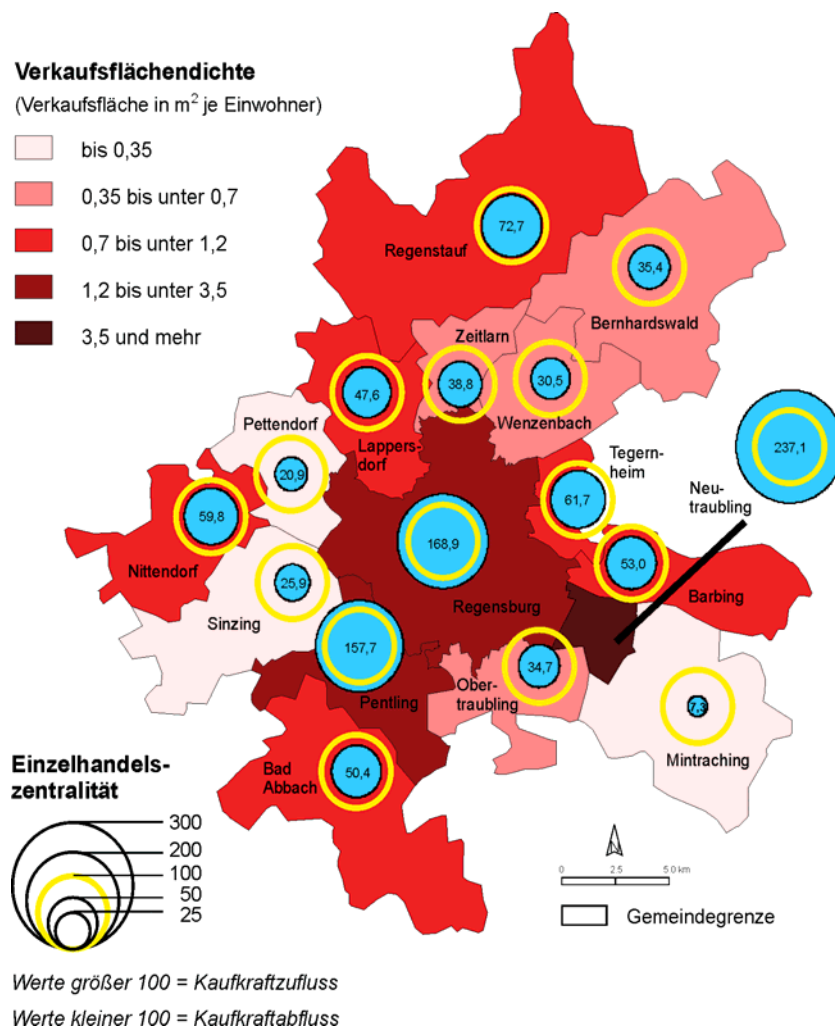 Verkaufsflächendichte
(Verkaufsfläche in m² je Einwohner)
bis 0,35
0,35 bis unter 0,7
0,7 bis unter 1,2
1,2 bis unter 3,5
3,5 und mehr
72,7
Regenstauf
35,4
Bernhardswald
Zeitlarn
47,6
38,8
30,5
Pettendorf
Lappers-
dorf
Wenzenbach
237,1
20,9
Tegern-
heim
59,8
61,7
Neu-
traubling
168,9
53,0
Nittendorf
25,9
Barbing
Sinzing
Regensburg
157,7
34,7
Pentling
Ober-
traubling
7,3
Mintraching
Bad
Abbach
50,4
Einzelhandels-
zentralität
300
200
100
50
25
0 2.5 5.0 km
Gemeindegrenze
Werte größer 100 = Kaufkraftzufluss
Werte kleiner 100 = Kaufkraftabfluss